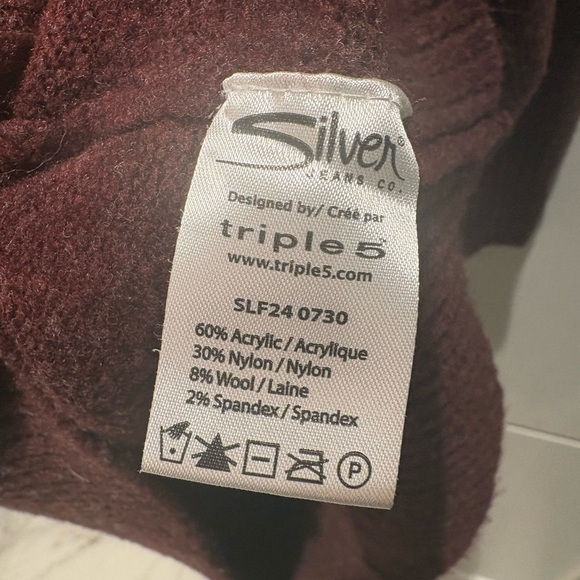 Silver®
JEANS CO.
Designed by/ Créé par
triple5™
www.triple5.com
SLF24 0730
60% Acrylic / Acrylique
30% Nylon / Nylon
8% Wool / Laine
2% Spandex / Spandex
P